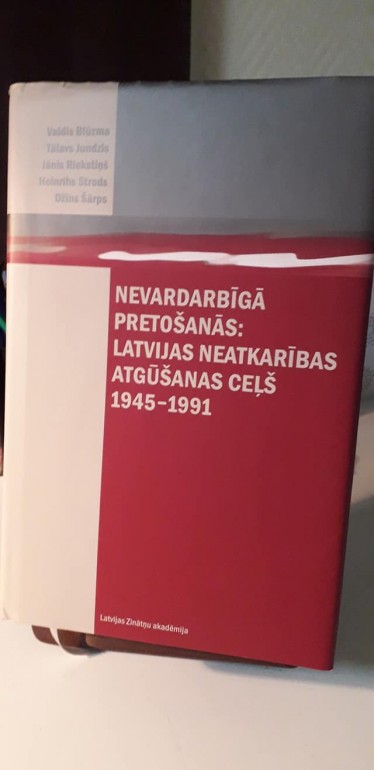 Valdis Blūzma
Tālavs Jundzis
Jānis Riekstiņš
Heinrihs Strods
Džīns Šārps
NEVARDARBĪGĀ
PRETOŠANĀS:
LATVIJAS NEATKARĪBAS
ATGŪŠANAS CEĻŠ
1945–1991
Latvijas Zinātņu akadēmija